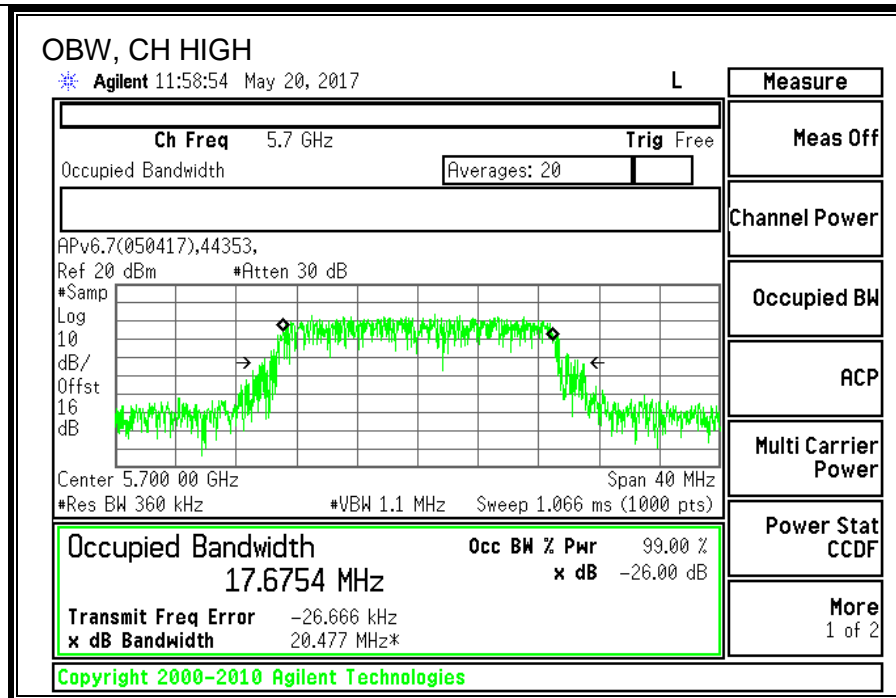 OBW, CH HIGH
Agilent 11:58:54 May 20, 2017 L
Measure
Ch Freq 5.7 GHz Trig Free
Meas Off
Occupied Bandwidth Averages: 20
Channel Power
APv6.7(050417),44353,
Ref 20 dBm #Atten 30 dB
#Samp
Log
10
dB/
Offst
16
dB
Occupied BW
ACP
Multi Carrier
Power
Center 5.700 00 GHz Span 40 MHz
#Res BW 360 kHz #VBW 1.1 MHz Sweep 1.066 ms (1000 pts)
Power Stat
CCDF
Occupied Bandwidth Occ BW % Pwr 99.00 %
17.6754 MHz x dB -26.00 dB
Transmit Freq Error -26.666 kHz
x dB Bandwidth 20.477 MHz*
More
1 of 2
Copyright 2000-2010 Agilent Technologies